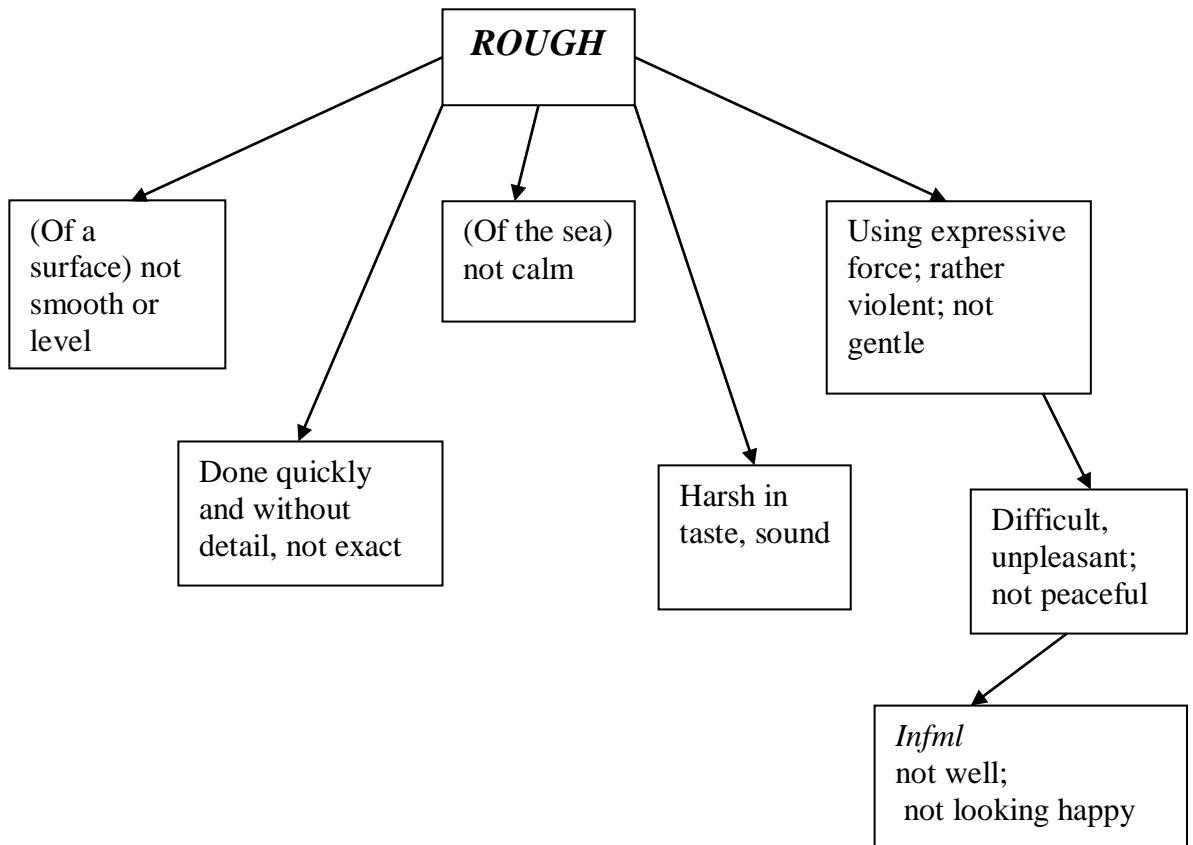 ROUGH
(Of a
surface) not
smooth or
level
(Of the sea)
not calm
Using expressive
force; rather
violent; not
gentle
Done quickly
and without
detail, not exact
Harsh in
taste, sound
Difficult,
unpleasant;
not peaceful
Infml
not well;
not looking happy